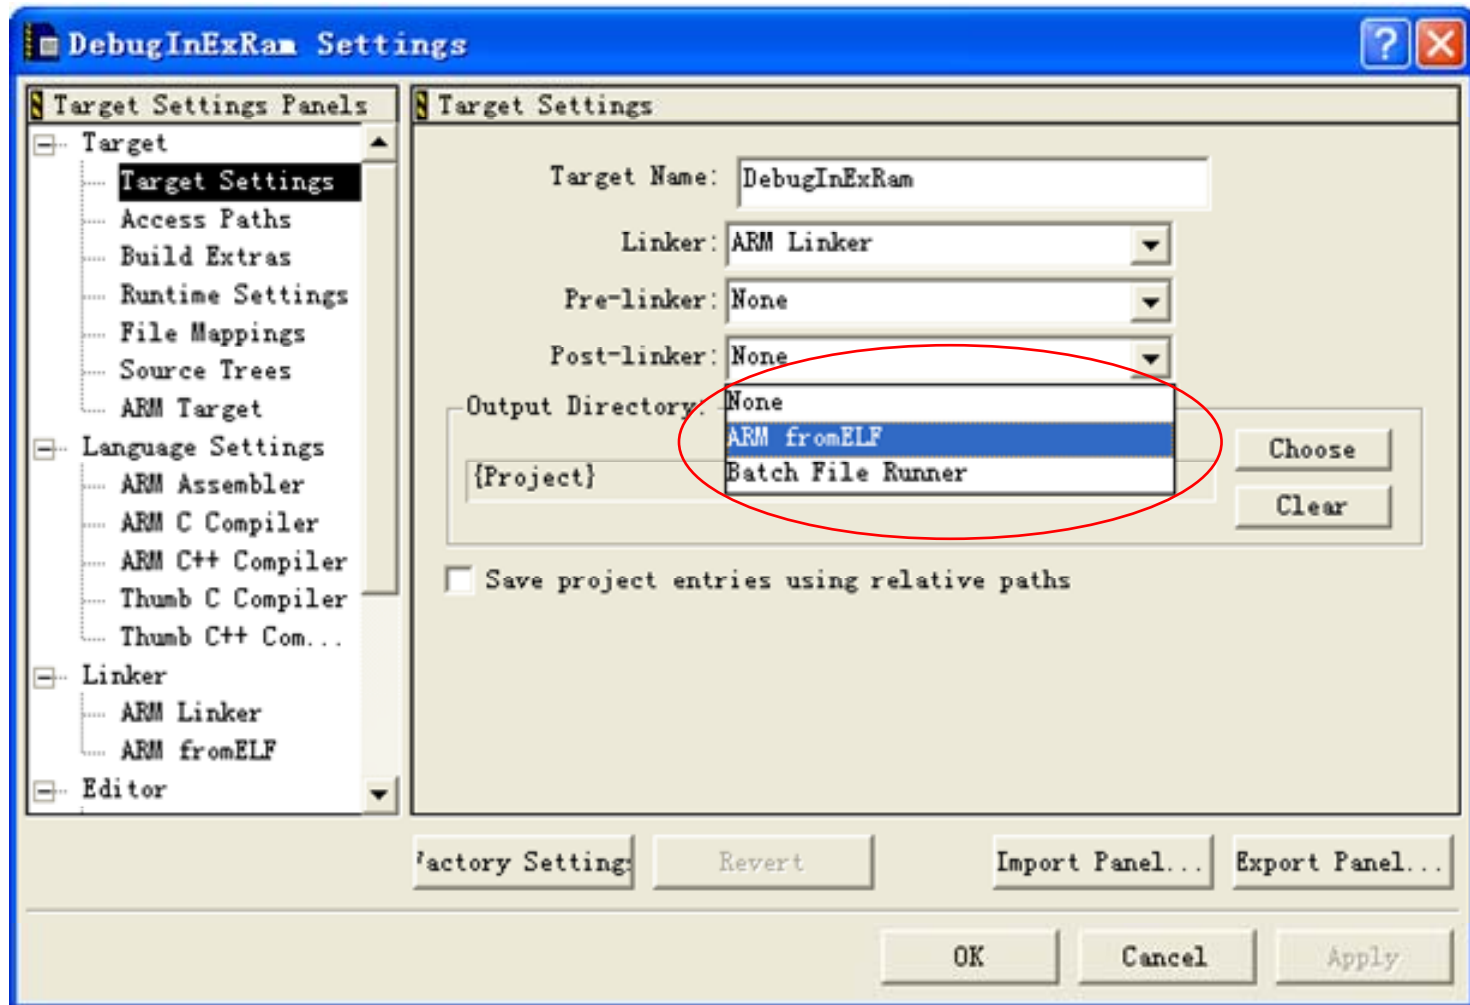 DebugInExRam Settings
Target Settings Panels
Target
Target Settings
Access Paths
Build Extras
Runtime Settings
File Mappings
Source Trees
ARM Target
Language Settings
ARM Assembler
ARM C Compiler
ARM C++ Compiler
Thumb C Compiler
Thumb C++ Com...
Linker
ARM Linker
ARM fromELF
Editor
Target Settings
Target Name: DebugInExRam
Linker: ARM Linker
Pre-linker: None
Post-linker: None
None
ARM fromELF
Batch File Runner
Output Directory:
{Project}
Choose
Clear
Save project entries using relative paths
Factory Settings
Revert
Import Panel...
Export Panel...
OK
Cancel
Apply